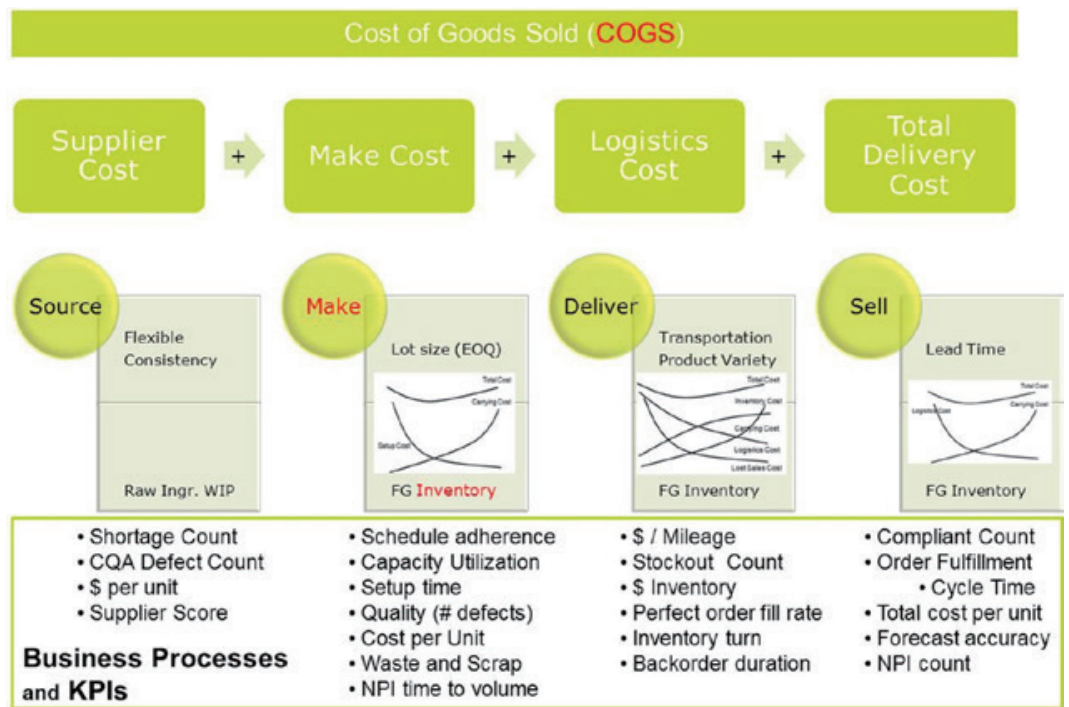 Cost of Goods Sold (COGS)
Supplier
Cost
+
Make Cost
+
Logistics
Cost
+
Total
Delivery
Cost
Source
Flexible
Consistency
Raw Ingr. WIP
Make
Lot size (EOQ)
Total Cost
Carrying Cost
Setup Cost
FG Inventory
Deliver
Transportation
Product Variety
Total Cost
Inventory Cost
Carrying Cost
Logistics Cost
Lost Sales Cost
FG Inventory
Sell
Lead Time
Total Cost
Logistic Cost
Carrying Cost
FG Inventory
• Shortage Count
• CQA Defect Count
• $ per unit
• Supplier Score
• Schedule adherence
• Capacity Utilization
• Setup time
• Quality (# defects)
• Cost per Unit
• Waste and Scrap
• NPI time to volume
• $ / Mileage
• Stockout Count
• $ Inventory
• Perfect order fill rate
• Inventory turn
• Backorder duration
• Compliant Count
• Order Fulfillment
• Cycle Time
• Total cost per unit
• Forecast accuracy
• NPI count
Business Processes
and KPIs